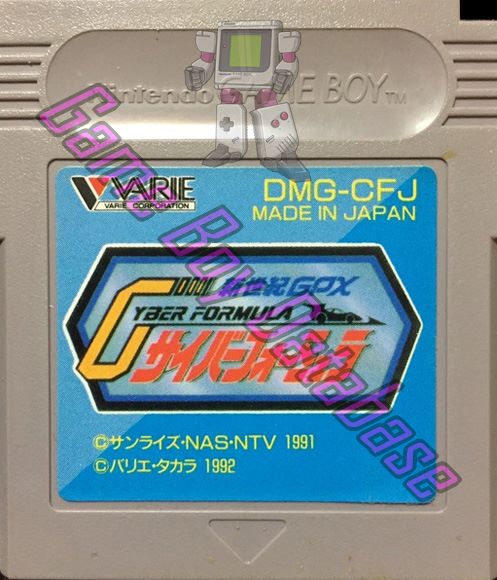 Nintendo GAME BOY TM
VARIE
VARIE CORPORATION
DMG-CFJ
MADE IN JAPAN
新世紀GPX
CYBER FORMULA
サイバーフォーミュラ
©サンライズ・NAS・NTV 1991
©バリエ・タカラ 1992
Game Boy Database